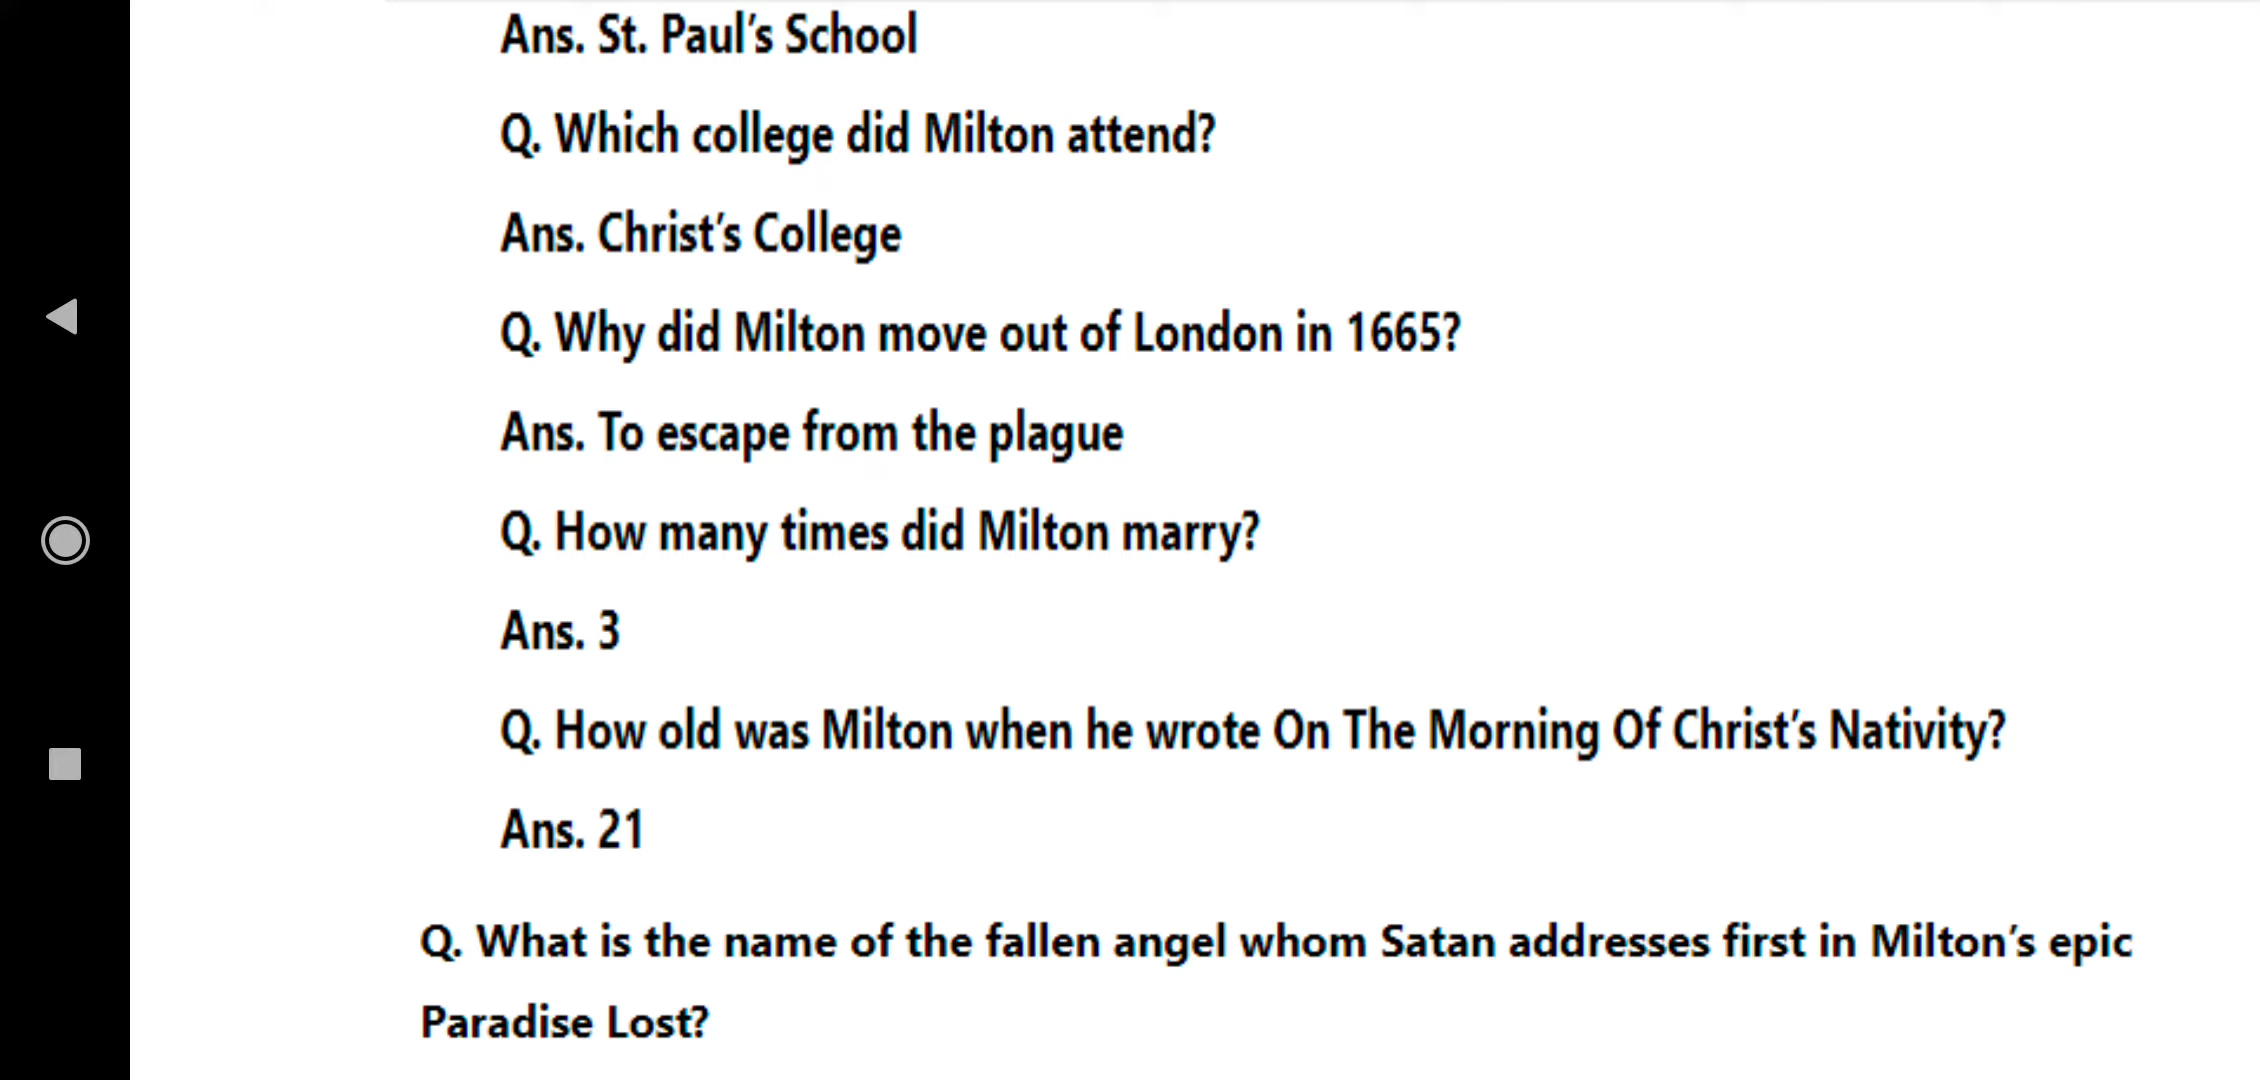 Ans. St. Paul's School
Q. Which college did Milton attend?
Ans. Christ's College
Q. Why did Milton move out of London in 1665?
Ans. To escape from the plague
Q. How many times did Milton marry?
Ans. 3
Q. How old was Milton when he wrote On The Morning Of Christ's Nativity?
Ans. 21
Q. What is the name of the fallen angel whom Satan addresses first in Milton's epic
Paradise Lost?